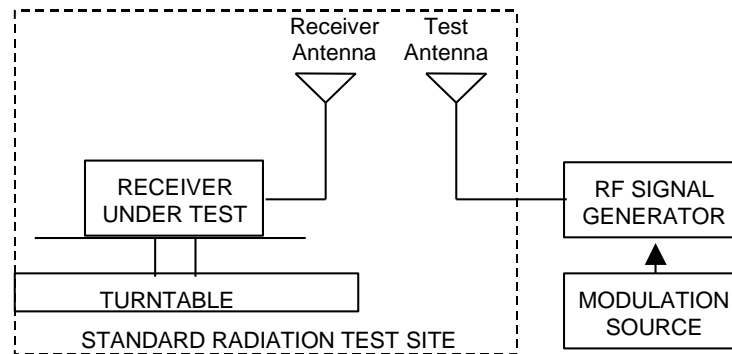 Receiver
Antenna
Test
Antenna
RECEIVER
UNDER TEST
RF SIGNAL
GENERATOR
TURNTABLE
MODULATION
SOURCE
STANDARD RADIATION TEST SITE